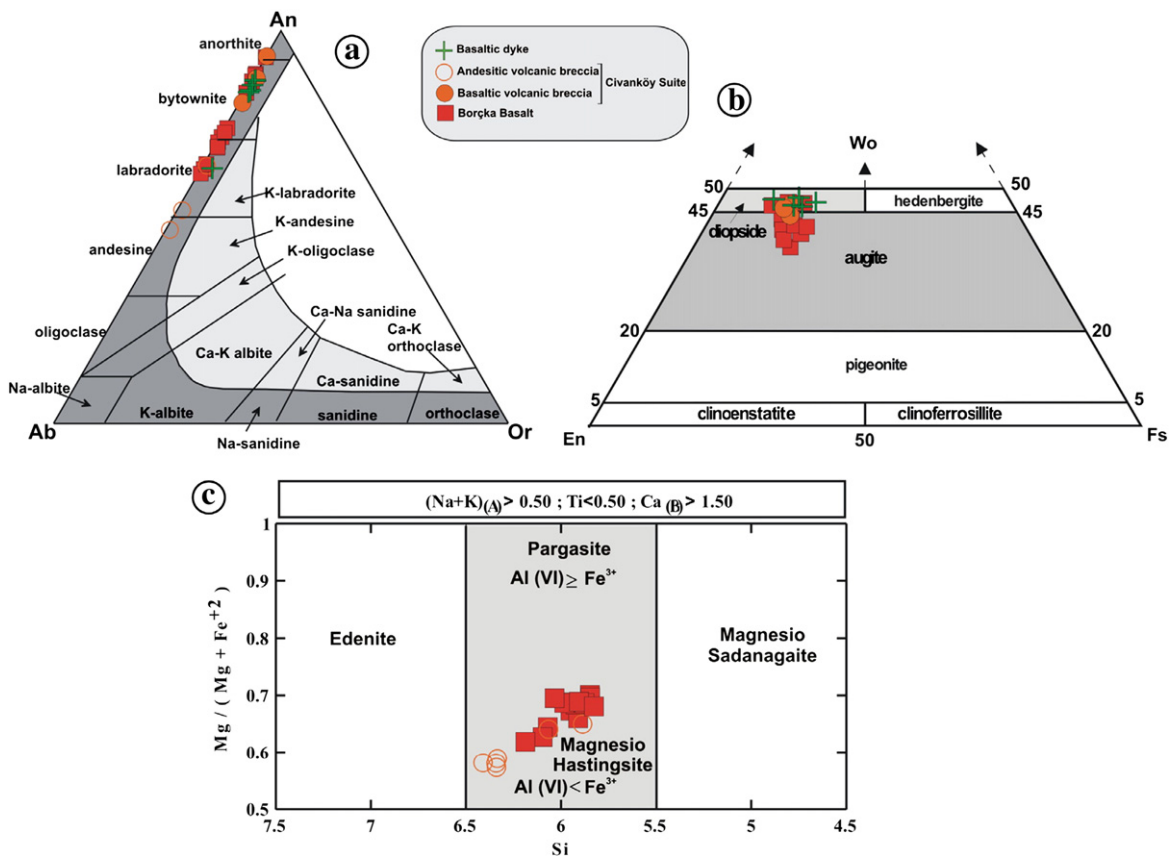 An
anorthite
a
bytownite
labradorite
K-labradorite
K-andesine
andesine
K-oligoclase
Ca-Na sanidine
oligoclase
Ca-K
orthoclase
Ca-K albite
Na-albite
Ca-sanidine
K-albite
sanidine
orthoclase
Ab
Or
Na-sanidine
Basaltic dyke
Andesitic volcanic breccia
Civanköy Suite
Basaltic volcanic breccia
Borçka Basalt
b
Wo
50
50
hedenbergite
45
45
diopside
augite
20
20
pigeonite
5
5
clinoenstatite
clinoferrosillite
En
50
Fs
c
(Na+K)(A)> 0.50 ; Ti<0.50 ; Ca (B)> 1.50
1
Pargasite
Al (VI)≥ Fe3+
0.9
0.8
Edenite
Magnesio
Sadanagaite
0.7
Mg / ( Mg + Fe+2)
0.6
Magnesio
Hastingsite
Al (VI)< Fe3+
0.5
7.5
7
6.5
6
5.5
5
4.5
Si